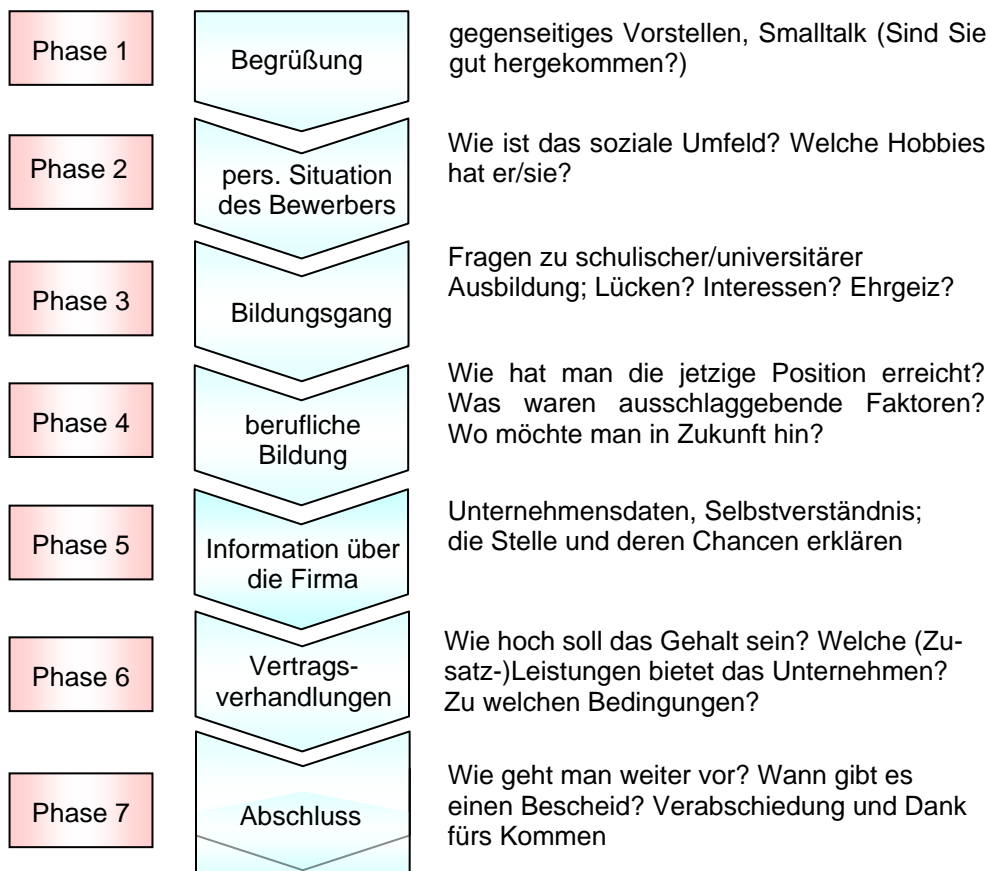 Phase 1
Begrüßung
gegenseitiges Vorstellen, Smalltalk (Sind Sie
gut hergekommen?)
Phase 2
pers. Situation
des Bewerbers
Wie ist das soziale Umfeld? Welche Hobbies
hat er/sie?
Phase 3
Bildungsgang
Fragen zu schulischer/universitärer
Ausbildung; Lücken? Interessen? Ehrgeiz?
Phase 4
berufliche
Bildung
Wie hat man die jetzige Position erreicht?
Was waren ausschlaggebende Faktoren?
Wo möchte man in Zukunft hin?
Phase 5
Information über
die Firma
Unternehmensdaten, Selbstverständnis;
die Stelle und deren Chancen erklären
Phase 6
Vertrags-
verhandlungen
Wie hoch soll das Gehalt sein? Welche (Zu-
satz-)Leistungen bietet das Unternehmen?
Zu welchen Bedingungen?
Phase 7
Abschluss
Wie geht man weiter vor? Wann gibt es
einen Bescheid? Verabschiedung und Dank
fürs Kommen